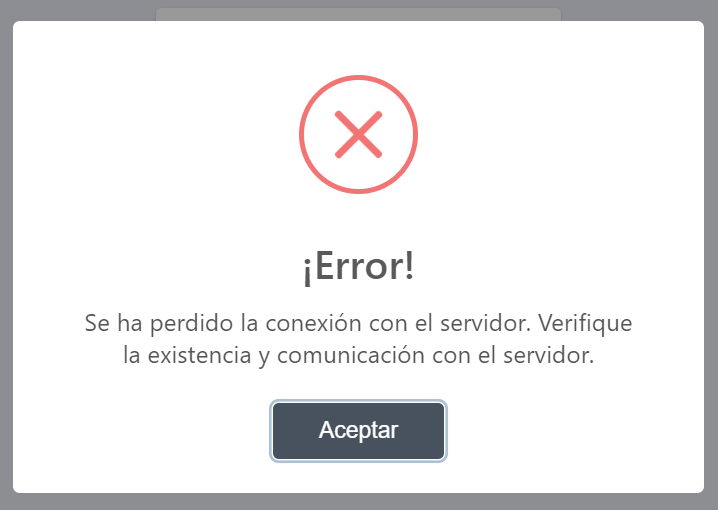 ¡Error!
Se ha perdido la conexión con el servidor. Verifique
la existencia y comunicación con el servidor.
Aceptar